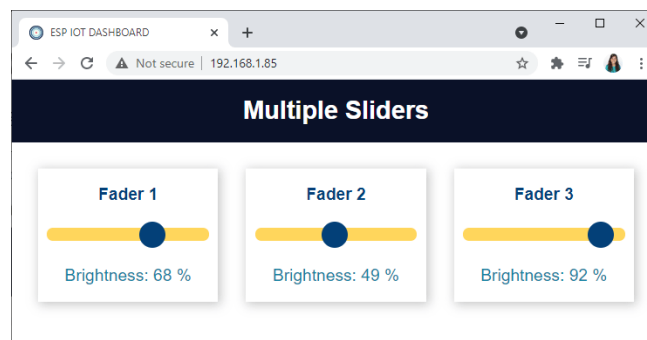 ESP IOT DASHBOARD
Not secure 192.168.1.85
Multiple Sliders
Fader 1
Brightness: 68 %
Fader 2
Brightness: 49 %
Fader 3
Brightness: 92 %